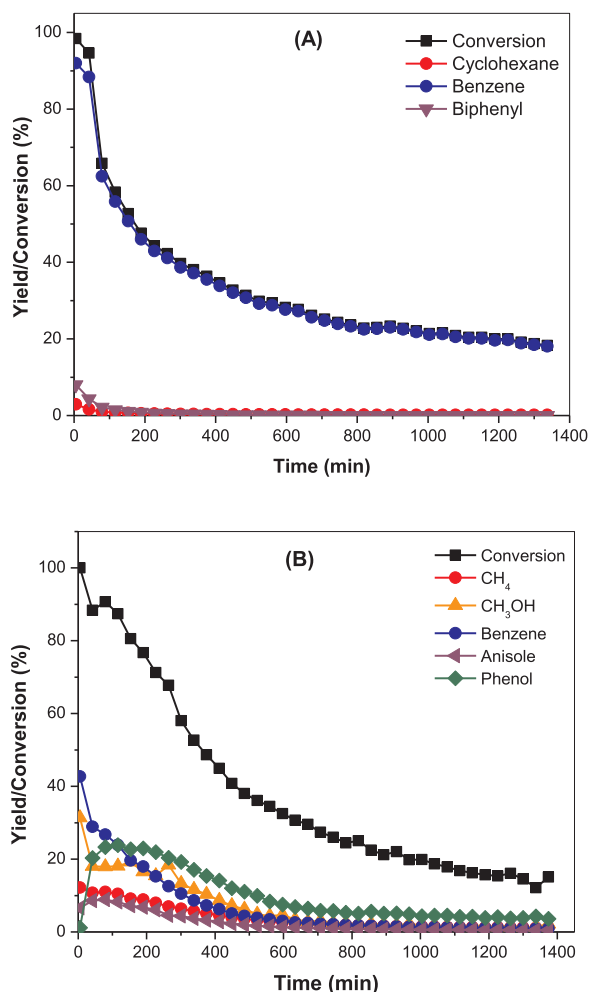 (A)
Conversion
Cyclohexane
Benzene
Biphenyl
Yield/Conversion (%)
100
80
60
40
20
0
0 200 400 600 800 1000 1200 1400
Time (min)
(B)
Conversion
CH₄
CH₃OH
Benzene
Anisole
Phenol
Yield/Conversion (%)
100
80
60
40
20
0
0 200 400 600 800 1000 1200 1400
Time (min)